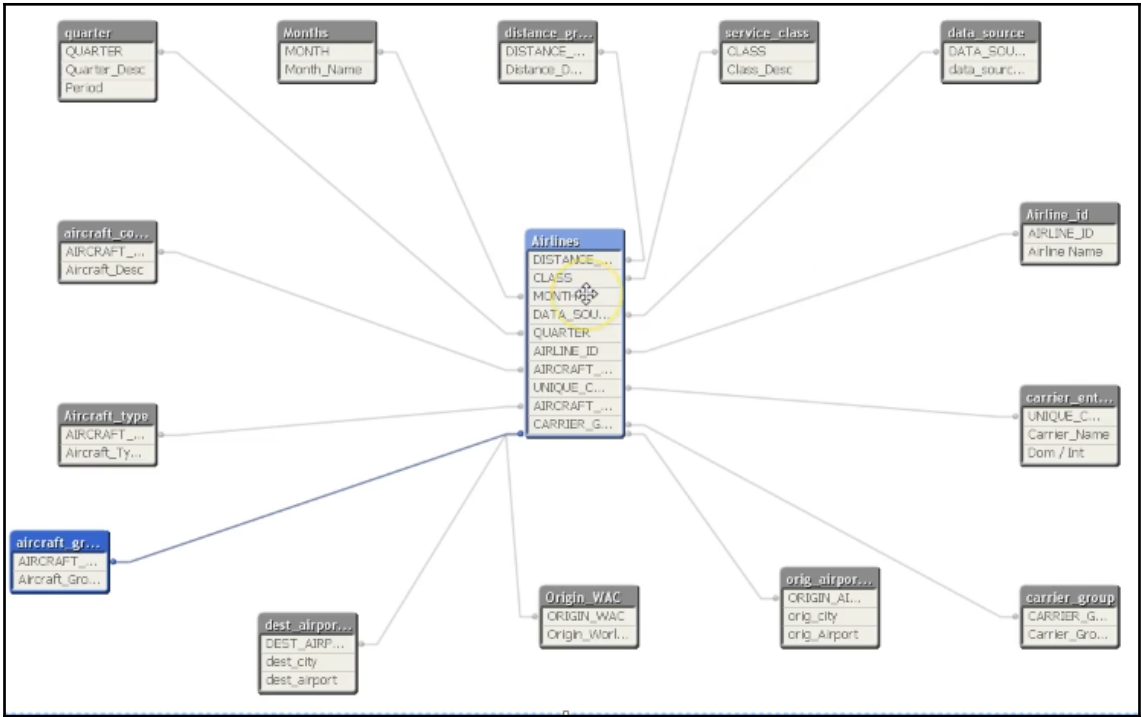 quarter
QUARTER
Quarter_Desc
Period
Months
MONTH
Month_Name
distance_gr...
DISTANCE_...
Distance_D...
service_class
CLASS
Class_Desc
data_source
DATA_SOU...
data_sourc...
aircraft_co...
AIRCRAFT_...
Aircraft_Desc
Airlines
DISTANCE_...
CLASS
MONTH
DATA_SOU...
QUARTER
AIRLINE_ID
AIRCRAFT_...
UNIQUE_C...
AIRCRAFT_...
CARRIER_G...
Airline_id
AIRLINE_ID
Airline Name
Aircraft_type
AIRCRAFT_...
Aircraft_Ty...
carrier_ent...
UNIQUE_C...
Carrier_Name
Dom / Int
aircraft_gr...
AIRCRAFT_...
Aircraft_Gro...
dest_airpor...
DEST_AIRP...
dest_city
dest_airport
Origin_WAC
ORIGIN_WAC
Origin_Worl...
orig_airpor...
ORIGIN_AI...
orig_city
orig_Airport
carrier_group
CARRIER_G...
Carrier_Gro...